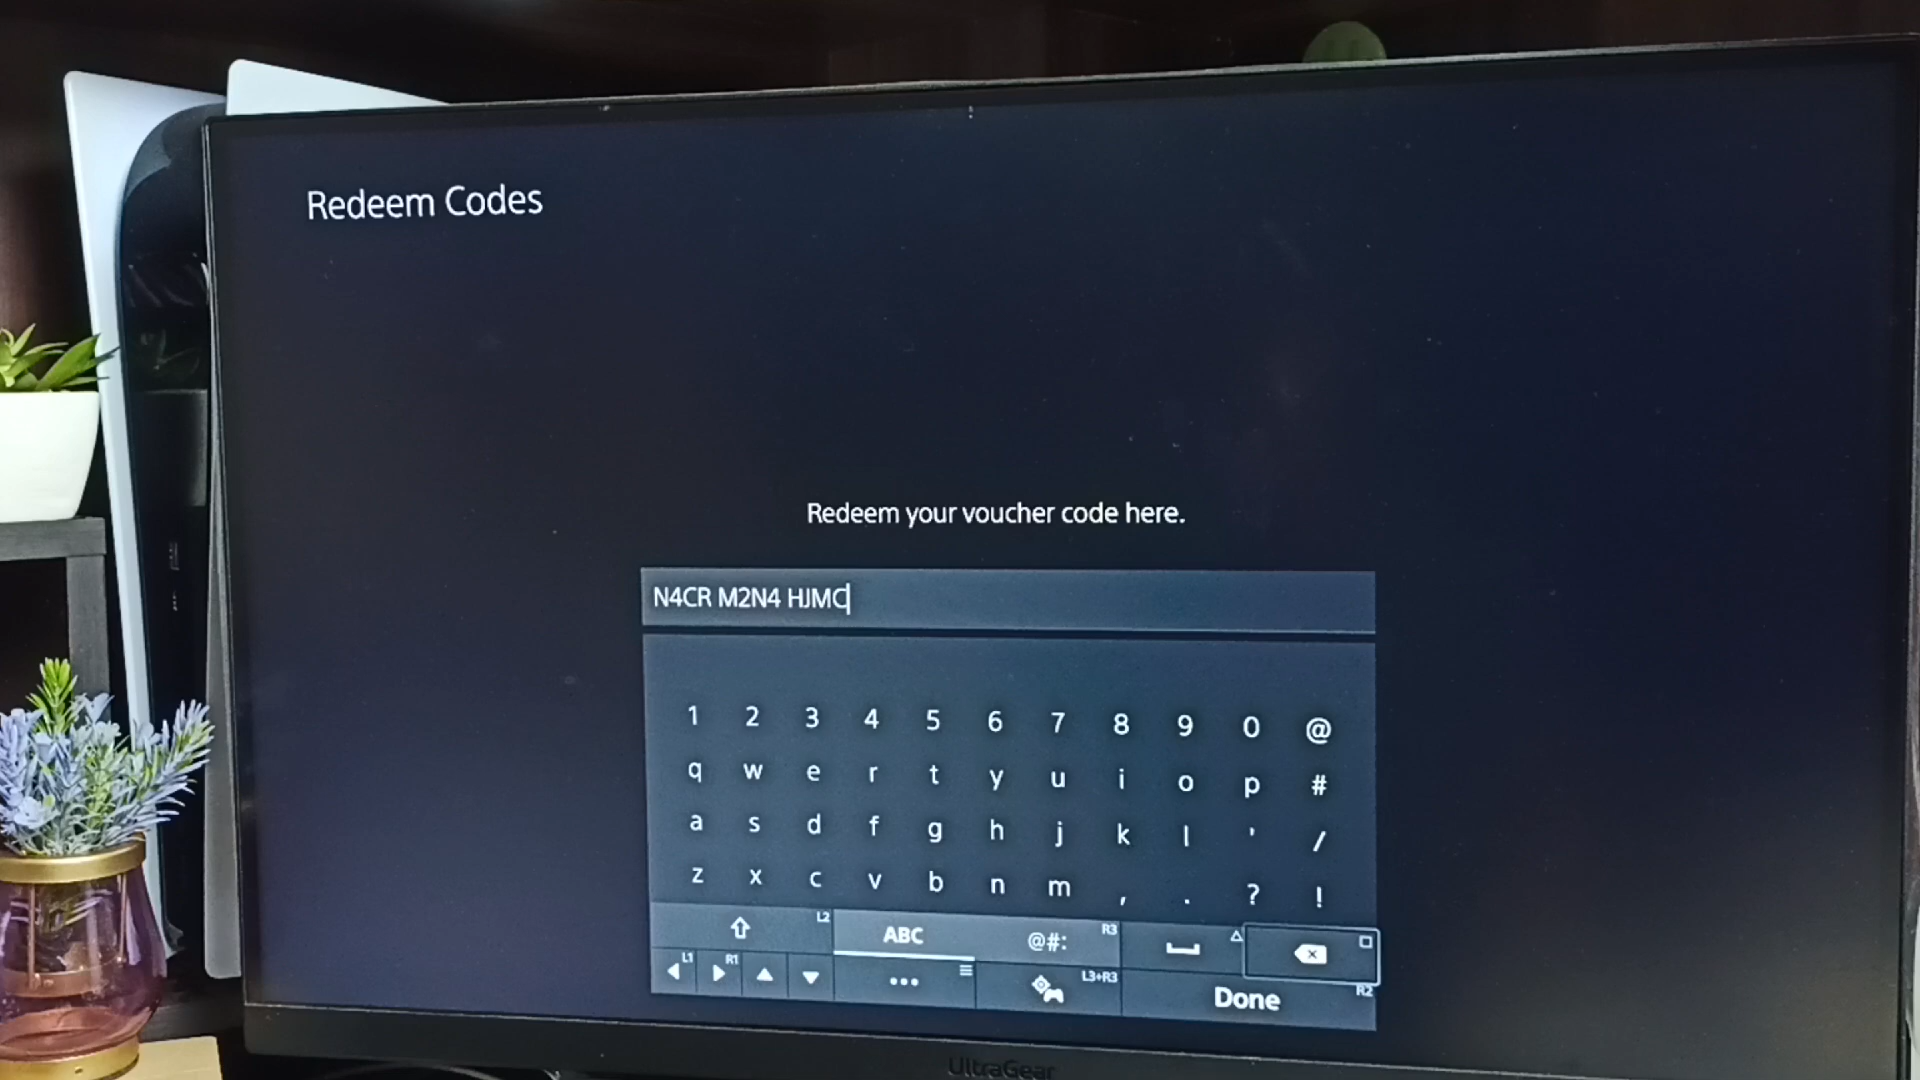 Redeem Codes
Redeem your voucher code here.
N4CR M2N4 HJMC
1 2 3 4 5 6 7 8 9 0 @
q w e r t y u i o p #
a s d f g h j k l ' /
z x c v b n m , . ? !
L2 ABC @#: R3
L1 R1 ... L3+R3 Done R2
UltraGear